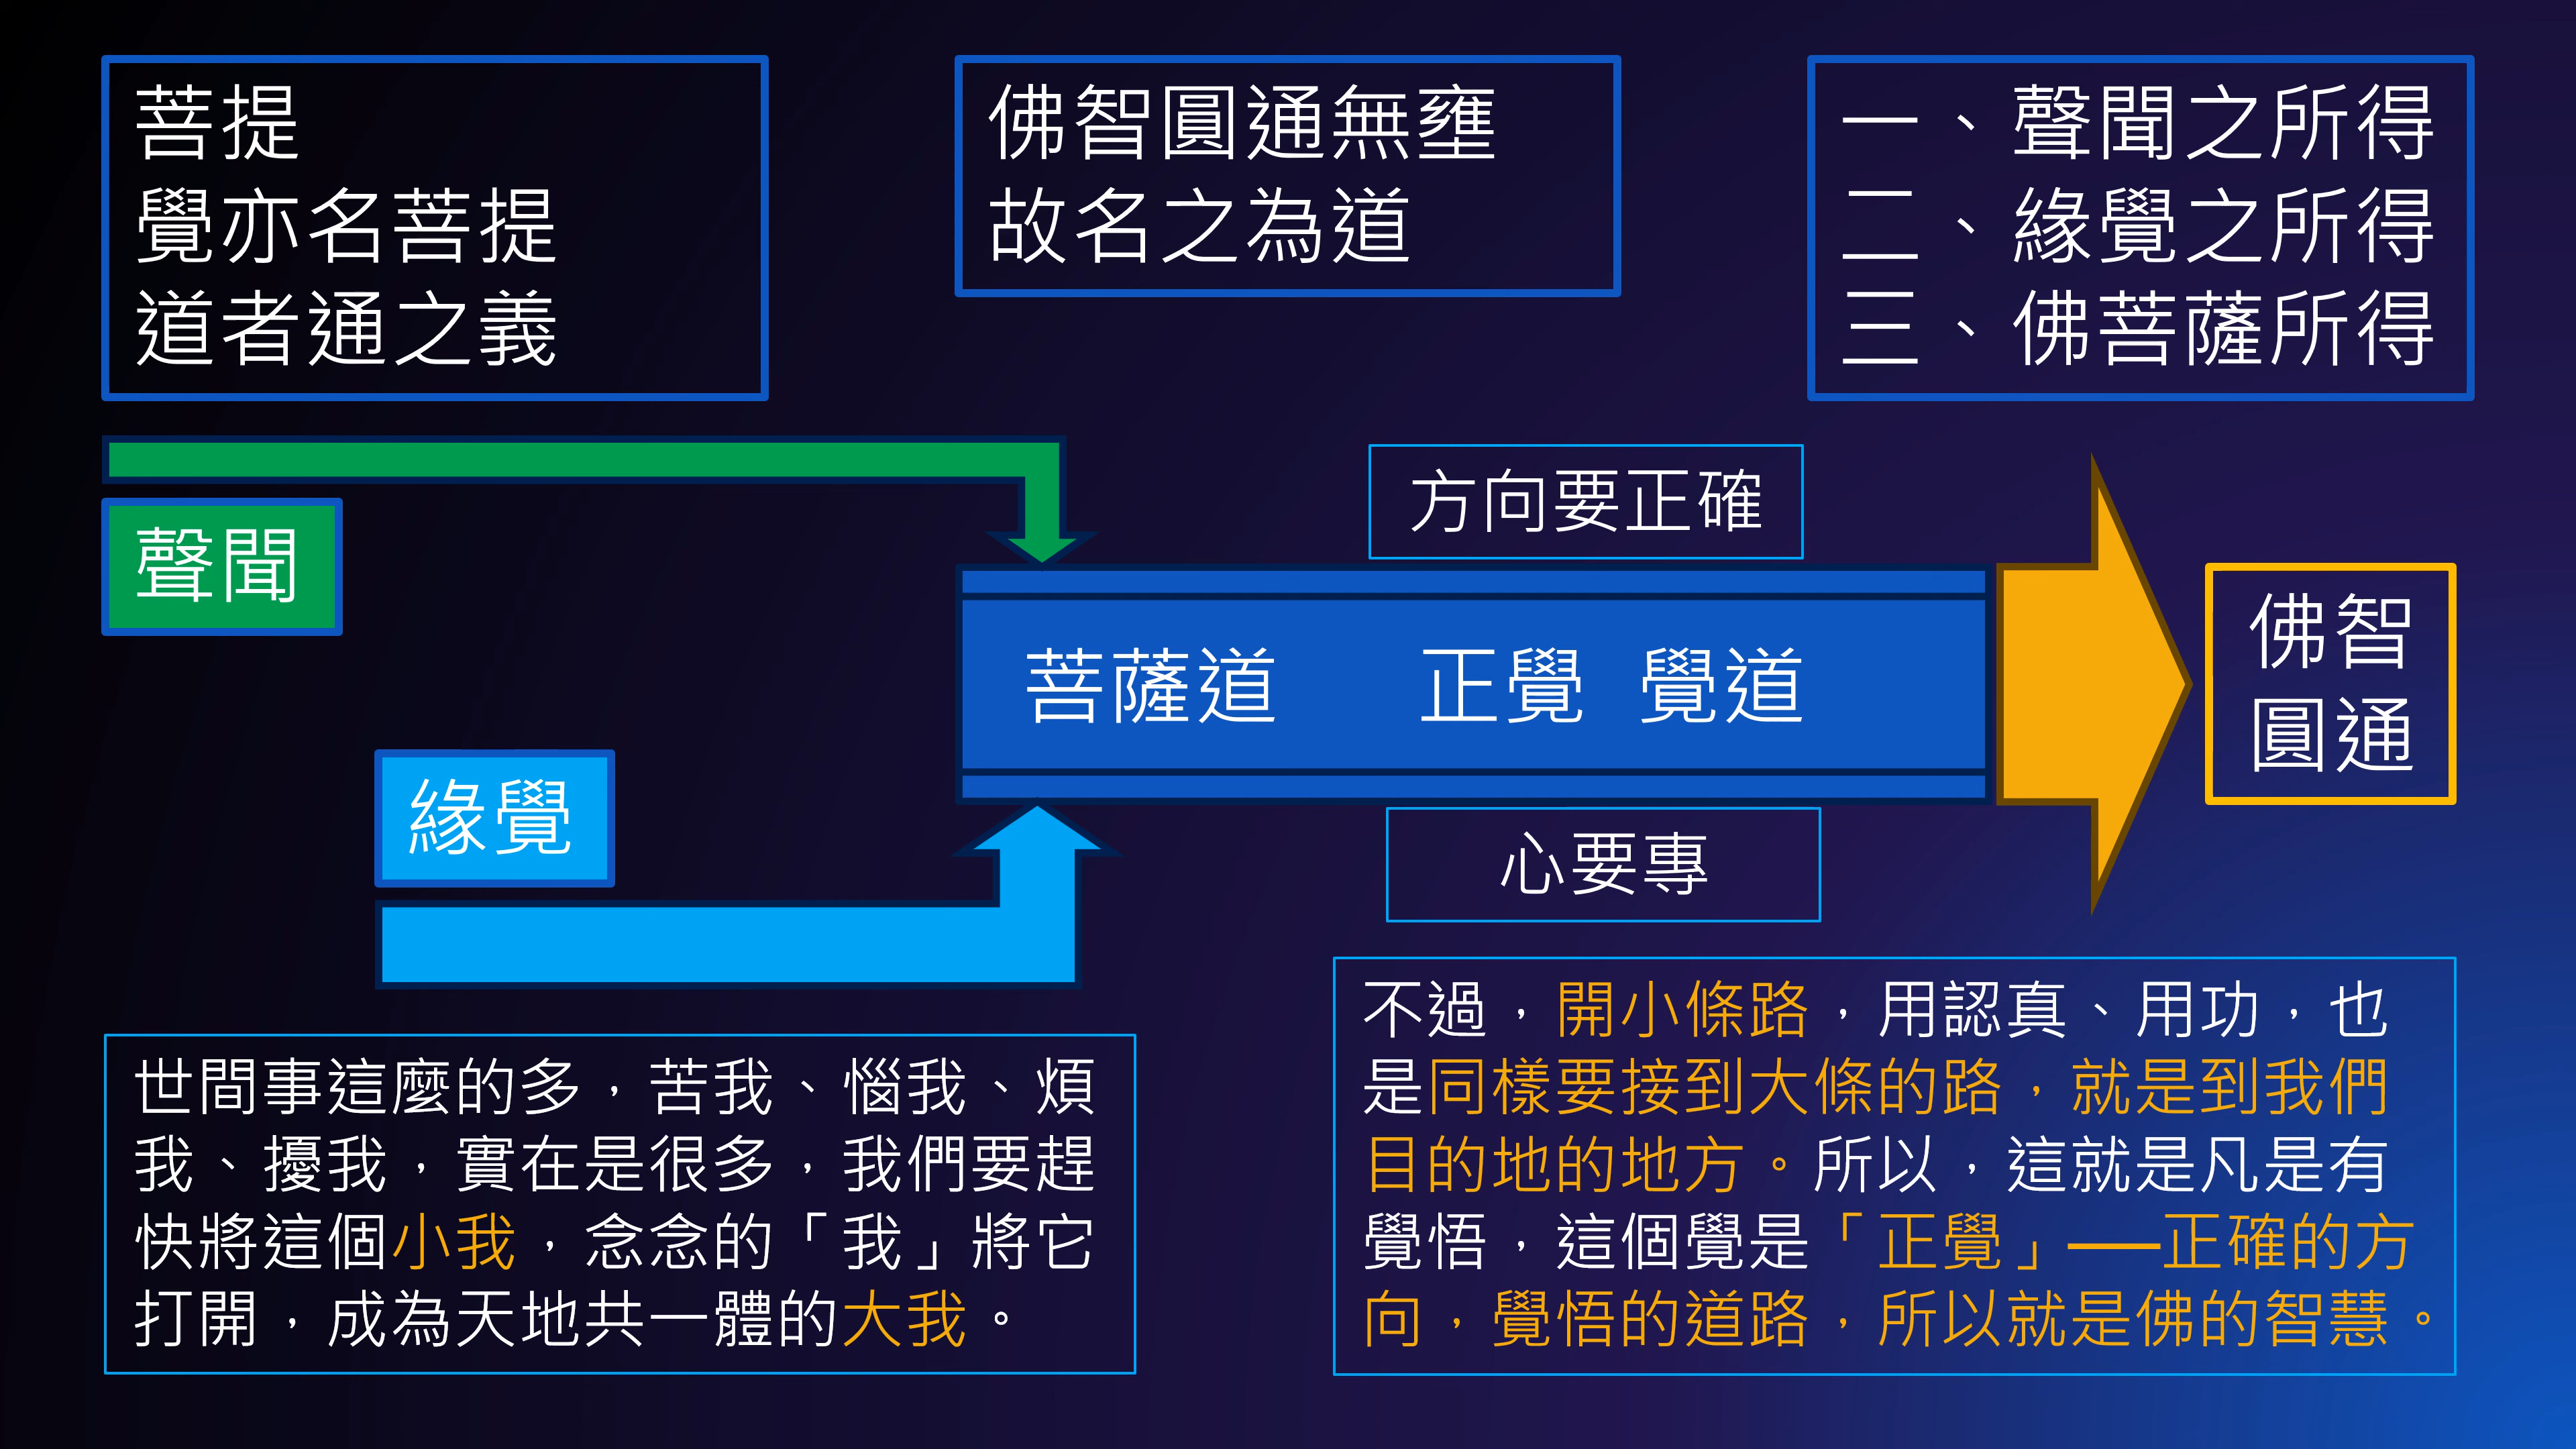 菩提
覺亦名菩提
道者通之義
佛智圓通無壅
故名之為道
一、聲聞之所得
二、緣覺之所得
三、佛菩薩所得
聲聞
方向要正確
菩薩道 正覺 覺道
佛智
圓通
緣覺
心要專
世間事這麼的多，苦我、惱我、煩
我、擾我，實在是很多，我們要趕
快將這個小我，念念的「我」將它
打開，成為天地共一體的大我。
不過，開小條路，用認真、用功，也
是同樣要接到大條的路，就是到我們
目的地的地方。所以，這就是凡是有
覺悟，這個覺是「正覺」──正確的方
向，覺悟的道路，所以就是佛的智慧。